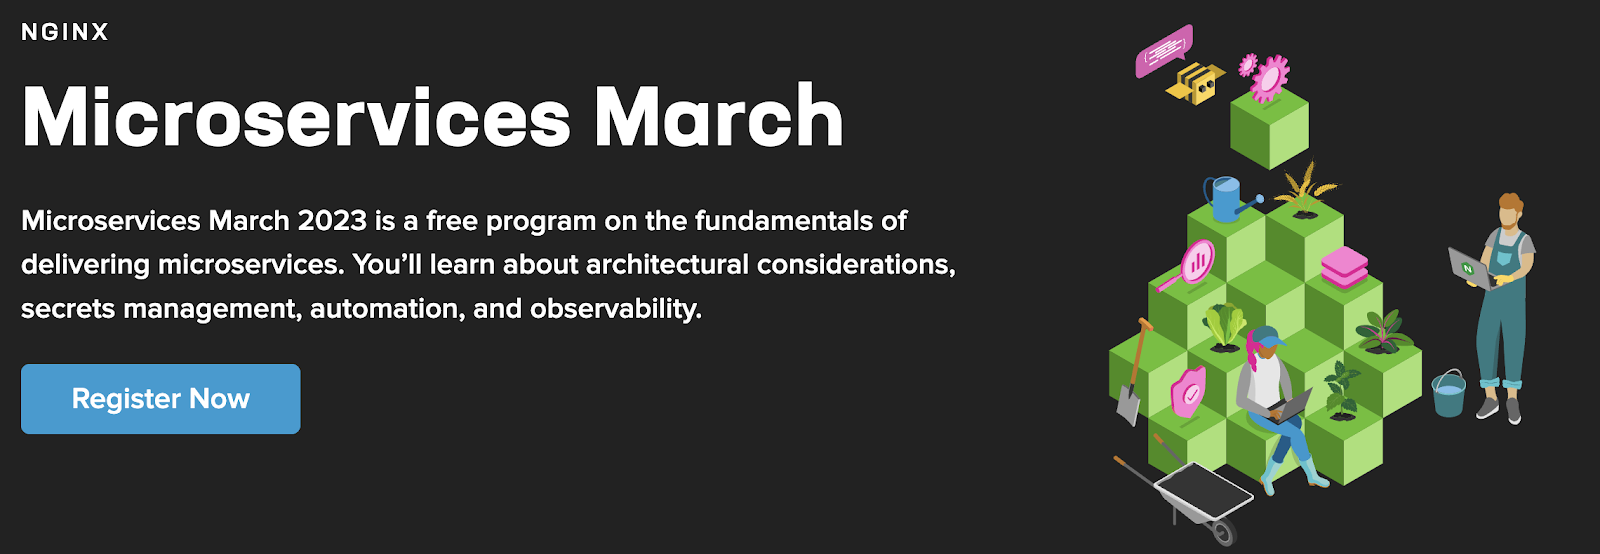 NGINX
Microservices March
Microservices March 2023 is a free program on the fundamentals of
delivering microservices. You’ll learn about architectural considerations,
secrets management, automation, and observability.
Register Now
N